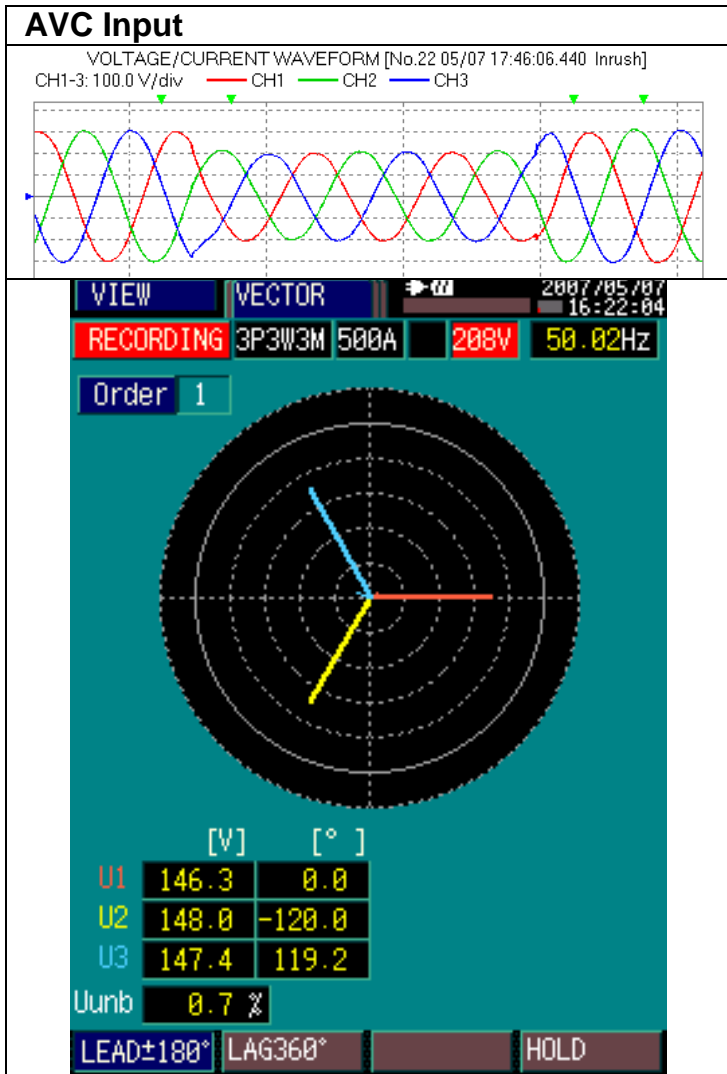 AVC Input
VOLTAGE/CURRENT WAVEFORM [No.22 05/07 17:46:06.440 Inrush]
CH1-3: 100.0 V/div CH1 CH2 CH3
VIEW VECTOR 2007/05/07
16:22:04
RECORDING 3P3W3M 500A 208V 50.02Hz
Order 1
[V] [° ]
U1 146.3 0.0
U2 148.0 -120.0
U3 147.4 119.2
Uunb 0.7 %
LEAD±180° LAG360° HOLD